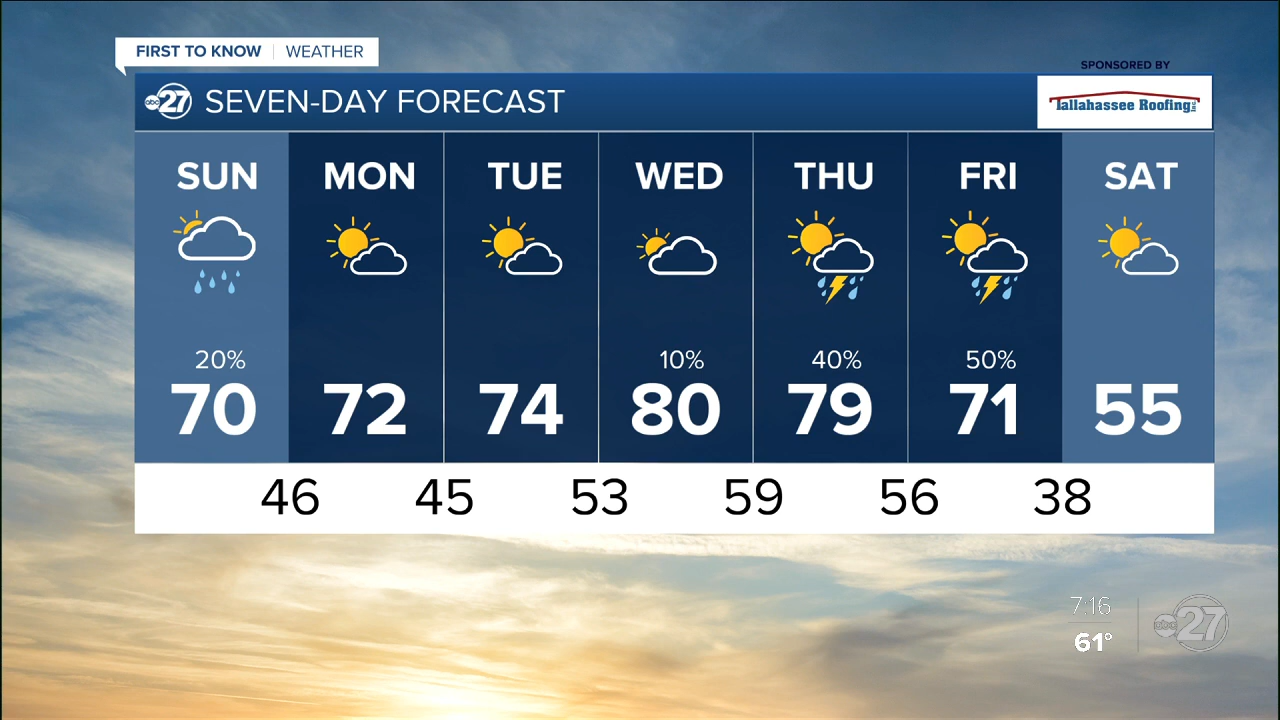 FIRST TO KNOW | WEATHER
SPONSORED BY
abc 27 SEVEN-DAY FORECAST
Tallahassee Roofing Inc
SUN MON TUE WED THU FRI SAT
20% 10% 40% 50%
70 72 74 80 79 71 55
46 45 53 59 56 38
7:16
61°
abc 27